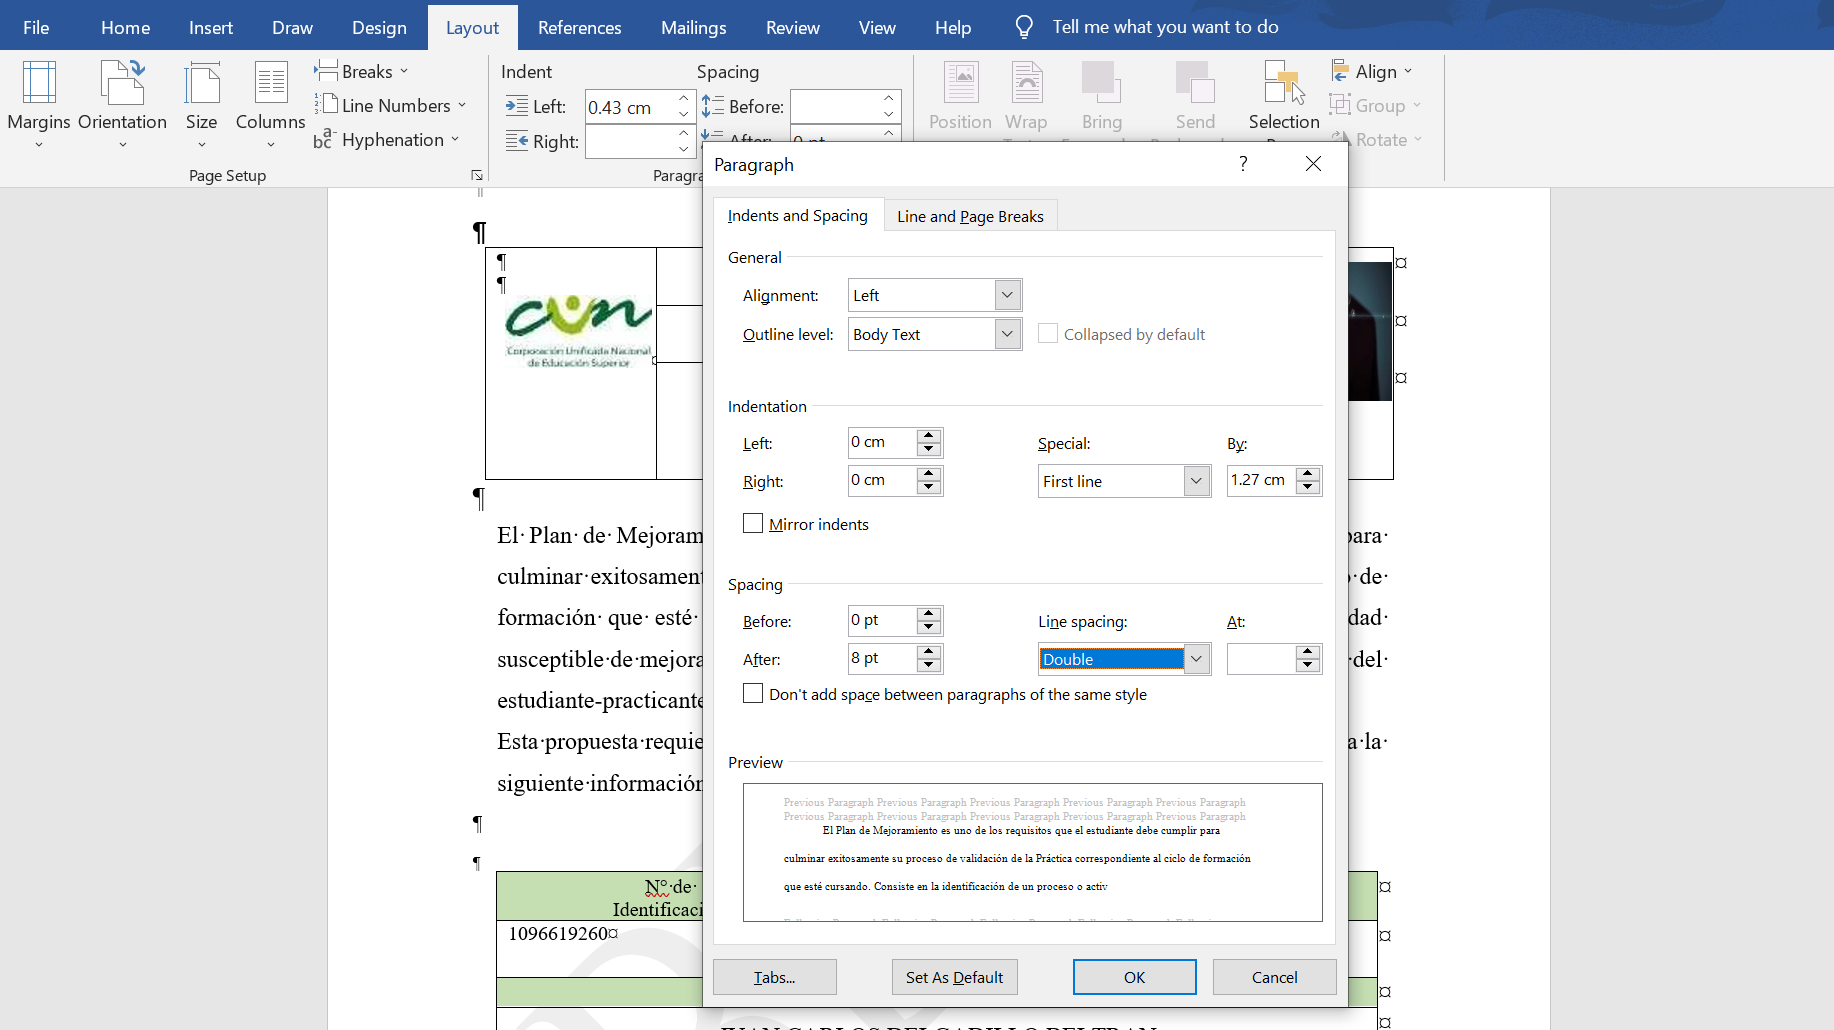 File Home Insert Draw Design Layout References Mailings Review View Help Tell me what you want to do
Margins Orientation Size Columns
Breaks
Line Numbers
Hyphenation
Page Setup
Indent Spacing
Left: 0.43 cm Before:
Right: After: 0 pt
Position Wrap Bring Send Selection
Align
Group
Rotate
Paragraph ?
Indents and Spacing Line and Page Breaks
General
Alignment: Left
Outline level: Body Text Collapsed by default
Indentation
Left: 0 cm Special: By:
Right: 0 cm First line 1.27 cm
Mirror indents
Spacing
Before: 0 pt Line spacing: At:
After: 8 pt Double
Don't add space between paragraphs of the same style
Preview
Previous Paragraph Previous Paragraph Previous Paragraph Previous Paragraph Previous Paragraph
Previous Paragraph Previous Paragraph Previous Paragraph Previous Paragraph Previous Paragraph
El Plan de Mejoramiento es uno de los requisitos que el estudiante debe cumplir para
culminar exitosamente su proceso de validación de la Práctica correspondiente al ciclo de formación
que esté cursando. Consiste en la identificación de un proceso o activ
Tabs... Set As Default OK Cancel
cun
Corporación Unificada Nacional
de Educación Superior
El Plan de Mejoram para
culminar exitosament de
formación que esté dad
susceptible de mejora del
estudiante-practicante
Esta propuesta requie a la
siguiente información
N° de
Identificaci
1096619260
JUAN CARLOS DELGADILLO BELTRAN